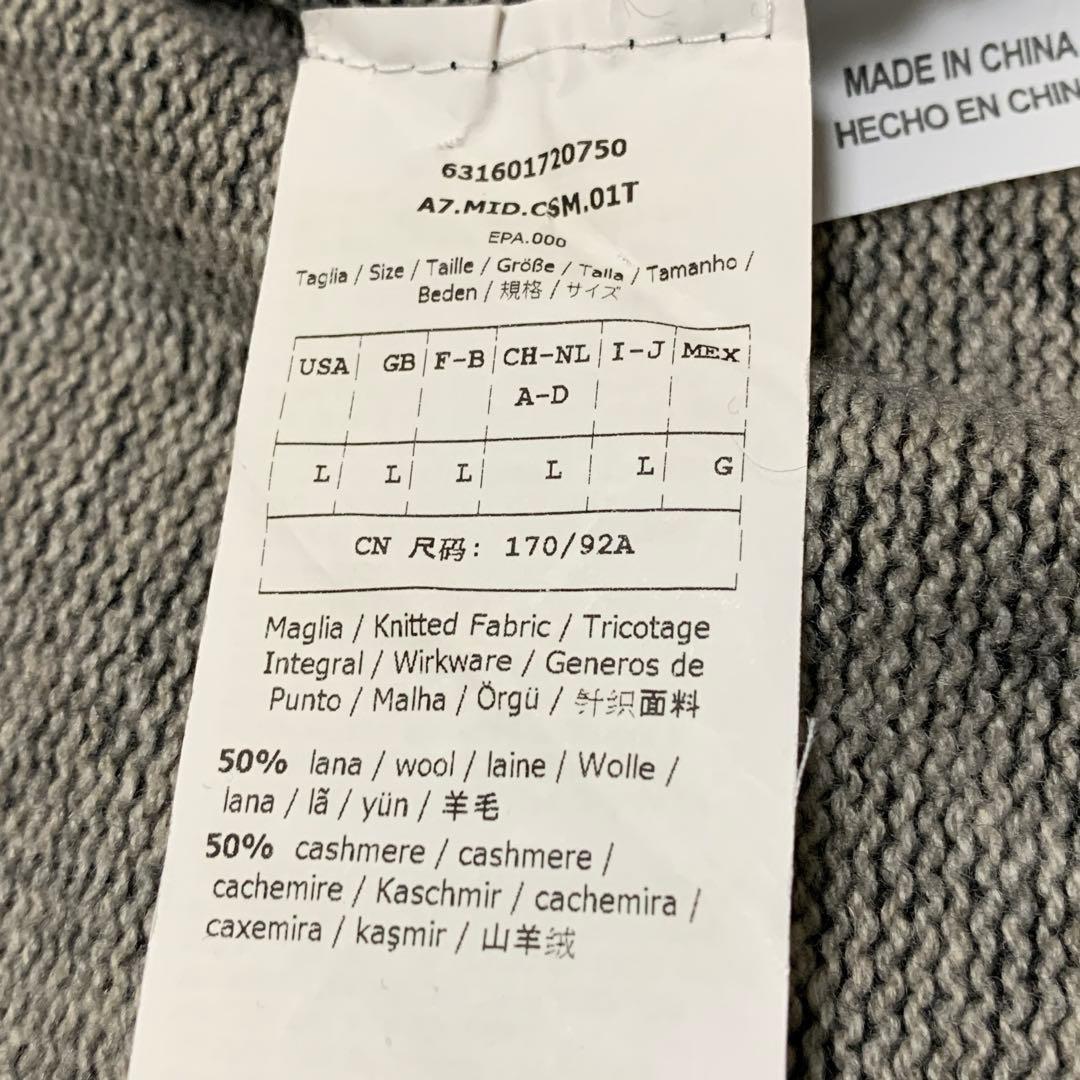 MADE IN CHINA
HECHO EN CHIN
631601720750
A7.MID.CSM.01T
EPA.000
Taglia / Size / Taille / Größe / Talla / Tamanho /
Beden / 規格 / サイズ
USA GB F-B CH-NL I-J MEX
A-D
L L L L L G
CN 尺码: 170/92A
Maglia / Knitted Fabric / Tricotage
Integral / Wirkware / Generos de
Punto / Malha / Örgü / 针织面料
50% lana / wool / laine / Wolle /
lana / lã / yün / 羊毛
50% cashmere / cashmere /
cachemire / Kaschmir / cachemira /
caxemira / kaşmir / 山羊绒